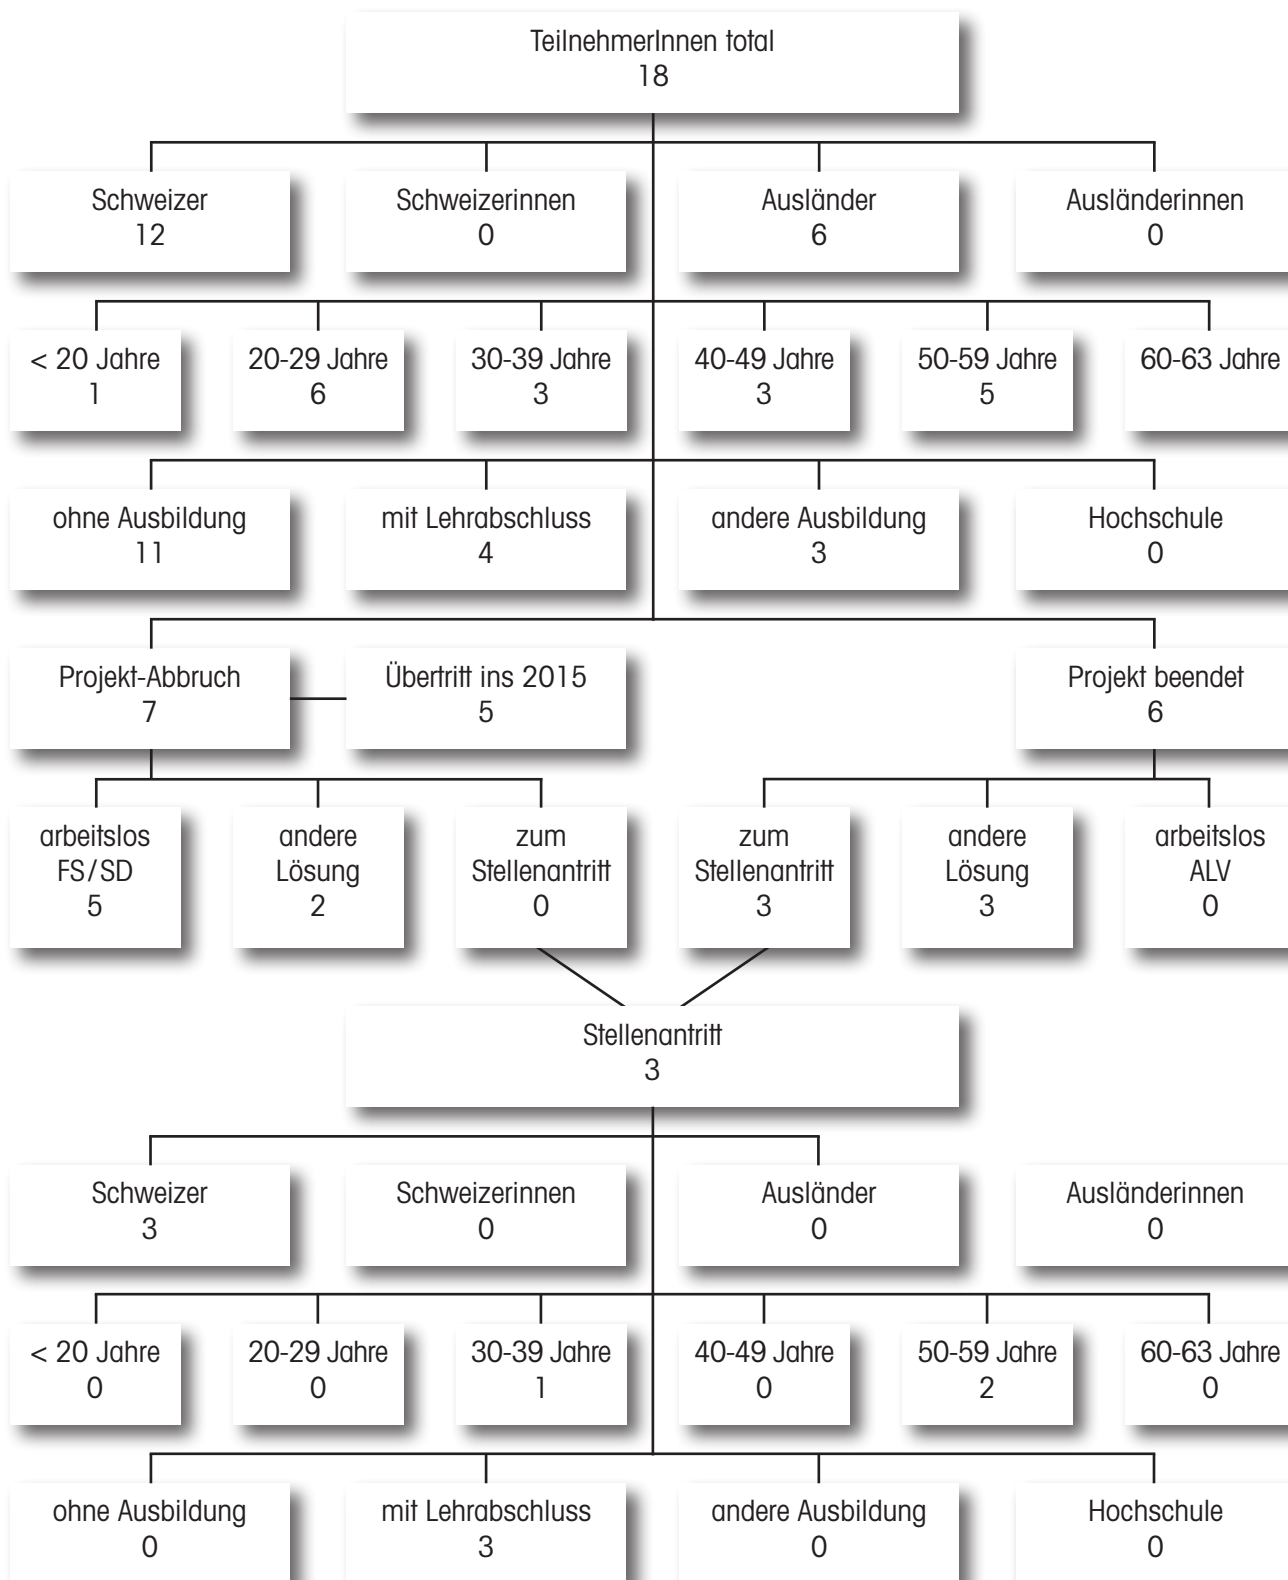 TeilnehmerInnen total
18
Schweizer
12
Schweizerinnen
0
Ausländer
6
Ausländerinnen
0
< 20 Jahre
1
20-29 Jahre
6
30-39 Jahre
3
40-49 Jahre
3
50-59 Jahre
5
60-63 Jahre
ohne Ausbildung
11
mit Lehrabschluss
4
andere Ausbildung
3
Hochschule
0
Projekt-Abbruch
7
Übertritt ins 2015
5
Projekt beendet
6
arbeitslos
FS/SD
5
andere
Lösung
2
zum
Stellenantritt
0
zum
Stellenantritt
3
andere
Lösung
3
arbeitslos
ALV
0
Stellenantritt
3
Schweizer
3
Schweizerinnen
0
Ausländer
0
Ausländerinnen
0
< 20 Jahre
0
20-29 Jahre
0
30-39 Jahre
1
40-49 Jahre
0
50-59 Jahre
2
60-63 Jahre
0
ohne Ausbildung
0
mit Lehrabschluss
3
andere Ausbildung
0
Hochschule
0